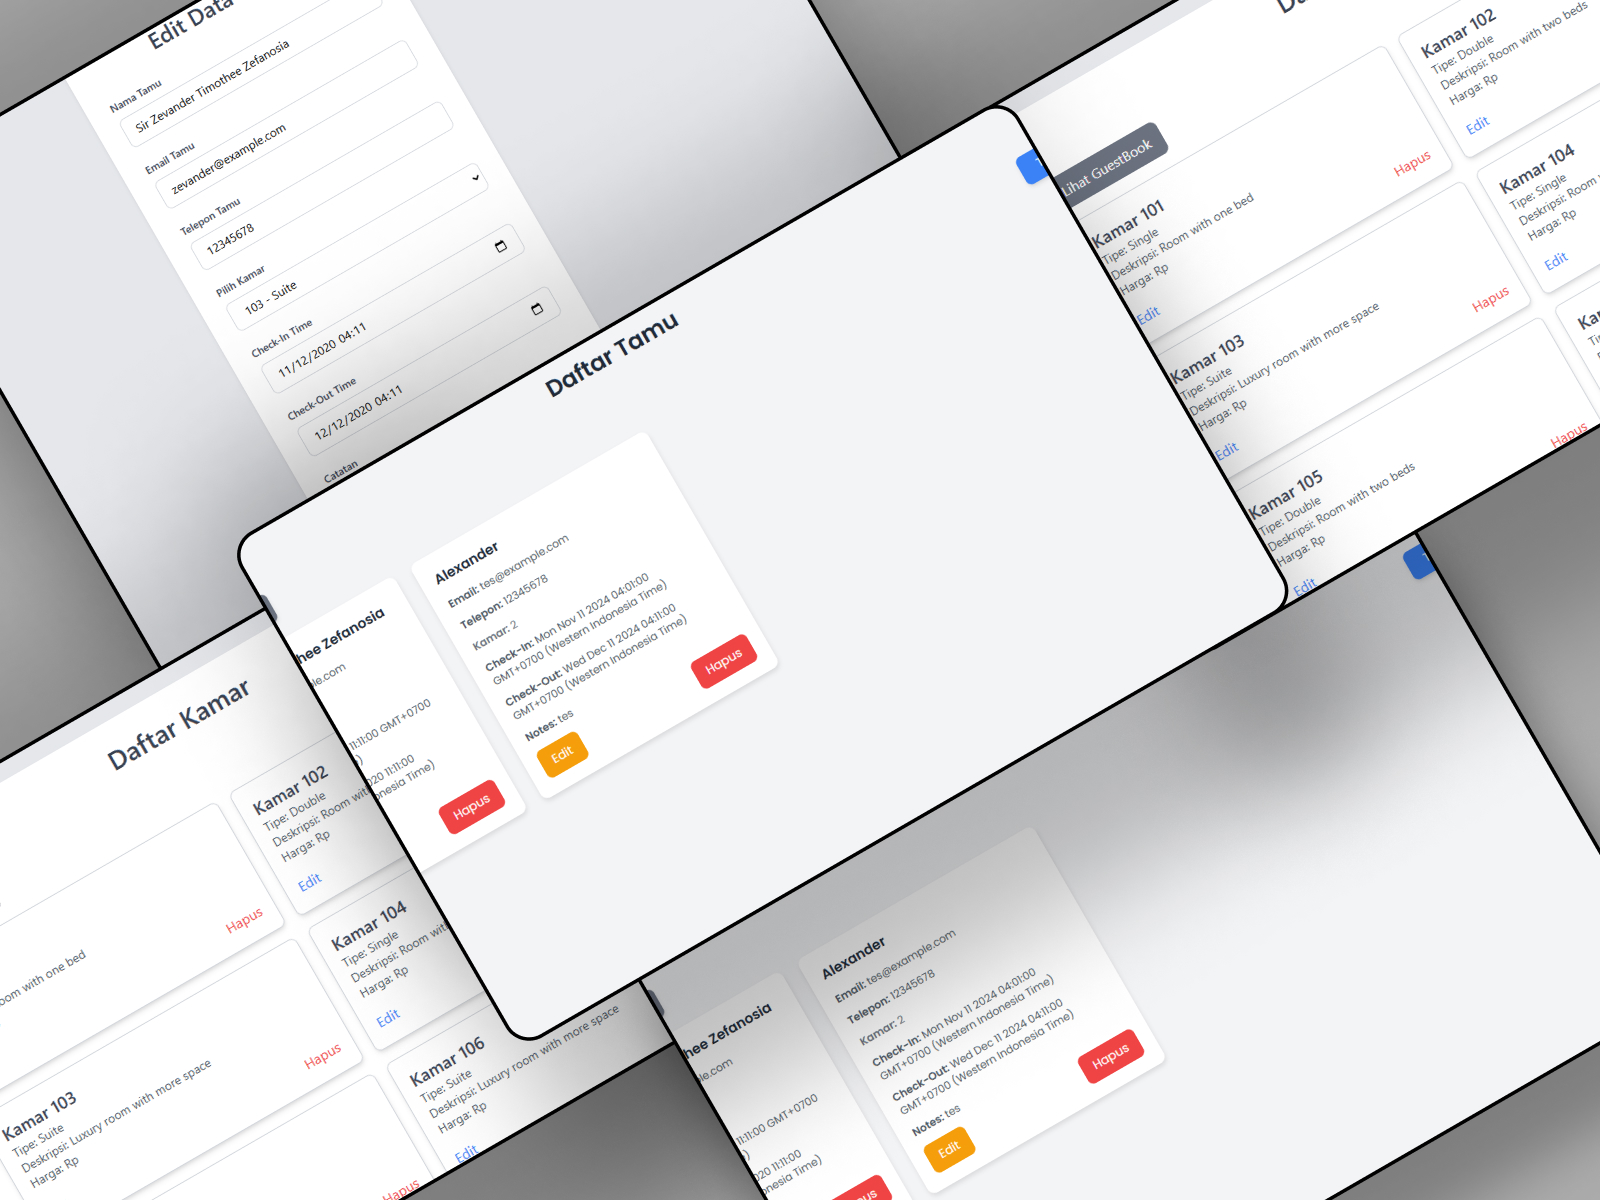 Edit Data
Nama Tamu
Sir Zevander Timothee Zefanosia
Email Tamu
zevander@example.com
Telepon Tamu
12345678
Pilih Kamar
103 - Suite
Check-In Time
11/12/2020 04:11
Check-Out Time
12/12/2020 04:11
Catatan
Lihat GuestBook
Kamar 101
Tipe: Single
Deskripsi: Room with one bed
Harga: Rp
Edit
Hapus
Kamar 102
Tipe: Double
Deskripsi: Room with two beds
Harga: Rp
Edit
Kamar 103
Tipe: Suite
Deskripsi: Luxury room with more space
Harga: Rp
Edit
Hapus
Kamar 104
Tipe: Single
Deskripsi: Room
Harga: Rp
Edit
Kamar 105
Tipe: Double
Deskripsi: Room with two beds
Harga: Rp
Edit
Hapus
Daftar Tamu
hee Zefanosia
le.com
11:11:00 GMT+0700
020 11:11:00
onesia Time)
Hapus
Alexander
Email: tes@example.com
Telepon: 12345678
Kamar: 2
Check-In: Mon Nov 11 2024 04:01:00
GMT+0700 (Western Indonesia Time)
Check-Out: Wed Dec 11 2024 04:11:00
GMT+0700 (Western Indonesia Time)
Notes: tes
Edit
Hapus
Daftar Kamar
oom with one bed
Hapus
Kamar 102
Tipe: Double
Deskripsi: Room with
Harga: Rp
Edit
Kamar 103
Tipe: Suite
Deskripsi: Luxury room with more space
Harga: Rp
Hapus
Kamar 104
Tipe: Single
Deskripsi: Room with
Harga: Rp
Edit
Hapus
Kamar 106
Tipe: Suite
Deskripsi: Luxury room with more space
Harga: Rp
Edit
hee Zefanosia
le.com
11:11:00 GMT+0700
020 11:11:00
onesia Time)
Alexander
Email: tes@example.com
Telepon: 12345678
Kamar: 2
Check-In: Mon Nov 11 2024 04:01:00
GMT+0700 (Western Indonesia Time)
Check-Out: Wed Dec 11 2024 04:11:00
GMT+0700 (Western Indonesia Time)
Notes: tes
Edit
Hapus